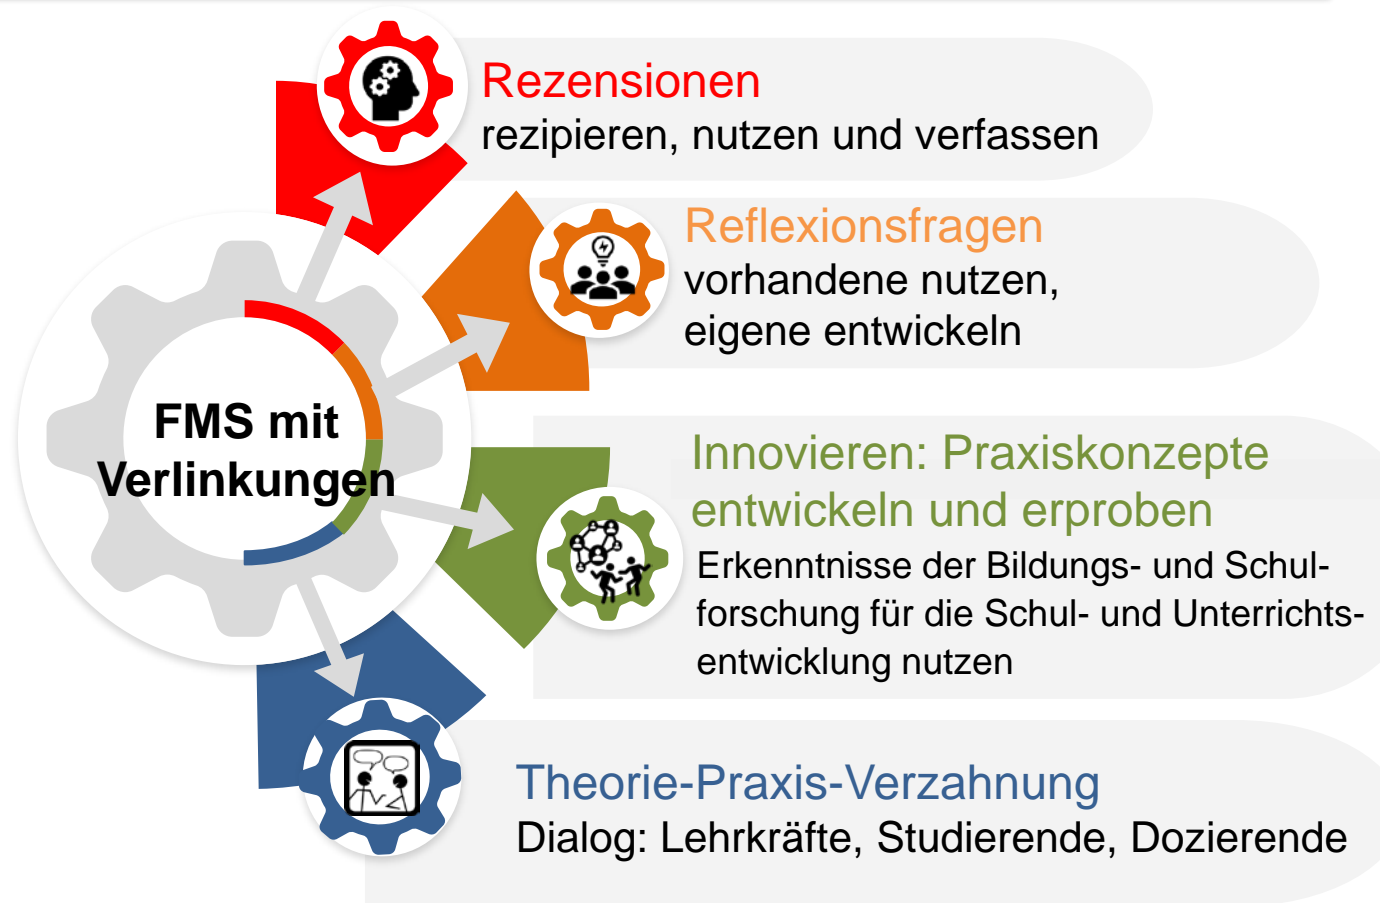 Rezensionen
rezipieren, nutzen und verfassen
Reflexionsfragen
vorhandene nutzen,
eigene entwickeln
FMS mit
Verlinkungen
Innovieren: Praxiskonzepte
entwickeln und erproben
Erkenntnisse der Bildungs- und Schul-
forschung für die Schul- und Unterrichts-
entwicklung nutzen
Theorie-Praxis-Verzahnung
Dialog: Lehrkräfte, Studierende, Dozierende